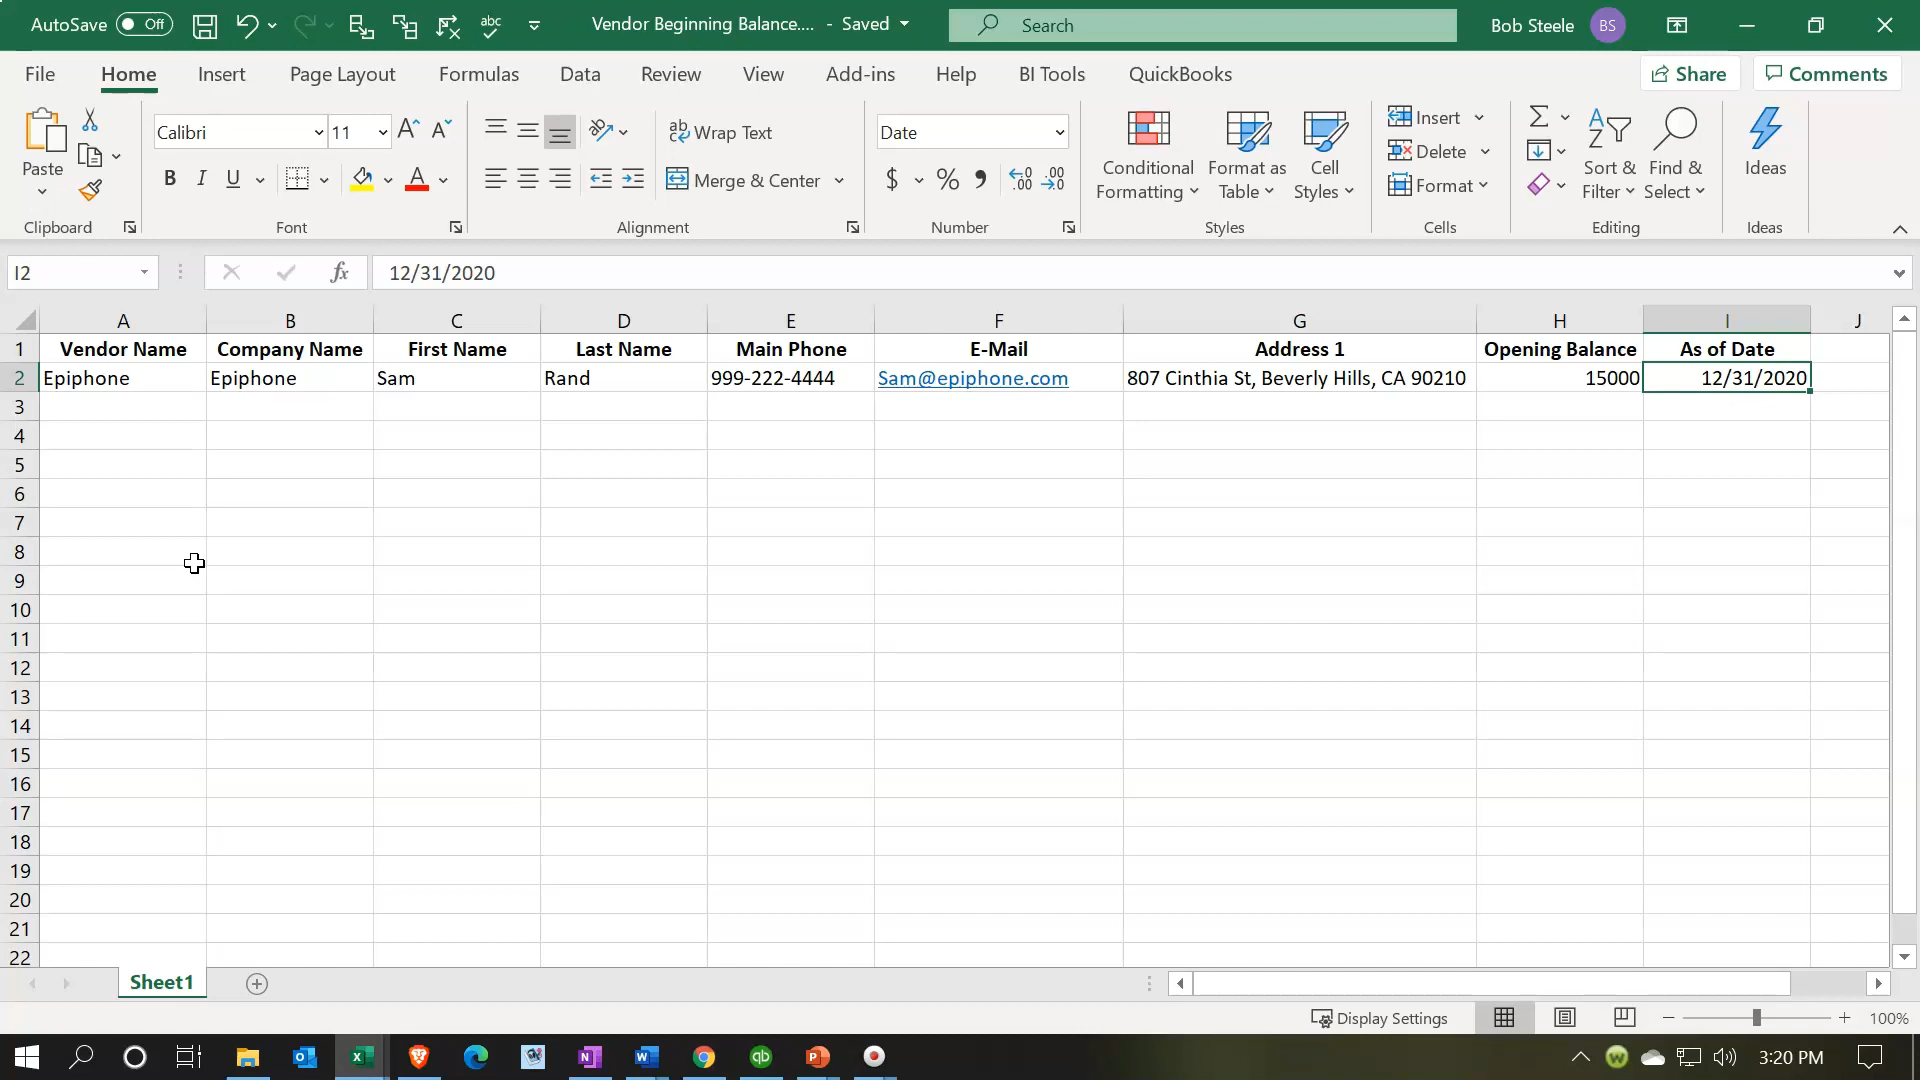 AutoSave Off abc Vendor Beginning Balance.... - Saved Search Bob Steele BS
File Home Insert Page Layout Formulas Data Review View Add-ins Help BI Tools QuickBooks Share Comments
Paste Calibri 11 A A ab Wrap Text Date Conditional Formatting Format as Table Cell Styles Insert Sort & Filter Find & Select Ideas
B I U A Merge & Center $ % Delete
Format
Clipboard Font Alignment Number Styles Cells Editing Ideas
I2 fx 12/31/2020
A B C D E F G H I J
1 Vendor Name Company Name First Name Last Name Main Phone E-Mail Address 1 Opening Balance As of Date
2 Epiphone Epiphone Sam Rand 999-222-4444 Sam@epiphone.com 807 Cinthia St, Beverly Hills, CA 90210 15000 12/31/2020
3
4
5
6
7
8
9
10
11
12
13
14
15
16
17
18
19
20
21
22
Sheet1
Display Settings 100%
3:20 PM